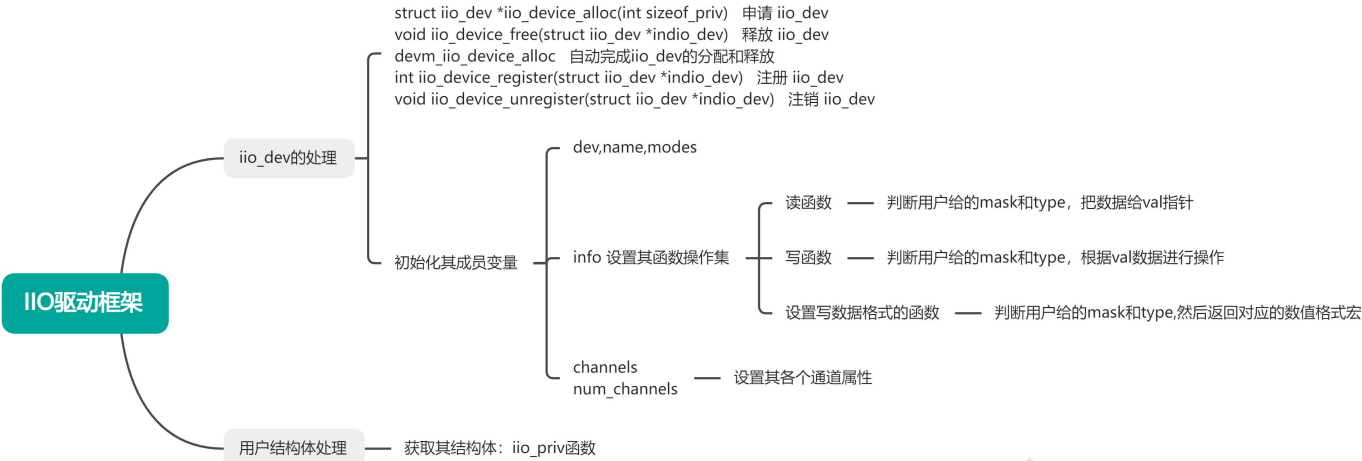 struct iio_dev *iio_device_alloc(int sizeof_priv) 申请 iio_dev
void iio_device_free(struct iio_dev *indio_dev) 释放 iio_dev
devm_iio_device_alloc 自动完成iio_dev的分配和释放
int iio_device_register(struct iio_dev *indio_dev) 注册 iio_dev
void iio_device_unregister(struct iio_dev *indio_dev) 注销 iio_dev
iio_dev的处理
dev,name,modes
读函数 判断用户给的mask和type，把数据给val指针
初始化其成员变量
info 设置其函数操作集
写函数 判断用户给的mask和type，根据val数据进行操作
设置写数据格式的函数 判断用户给的mask和type,然后返回对应的数值格式宏
IIO驱动框架
channels
num_channels
设置其各个通道属性
用户结构体处理
获取其结构体：iio_priv函数